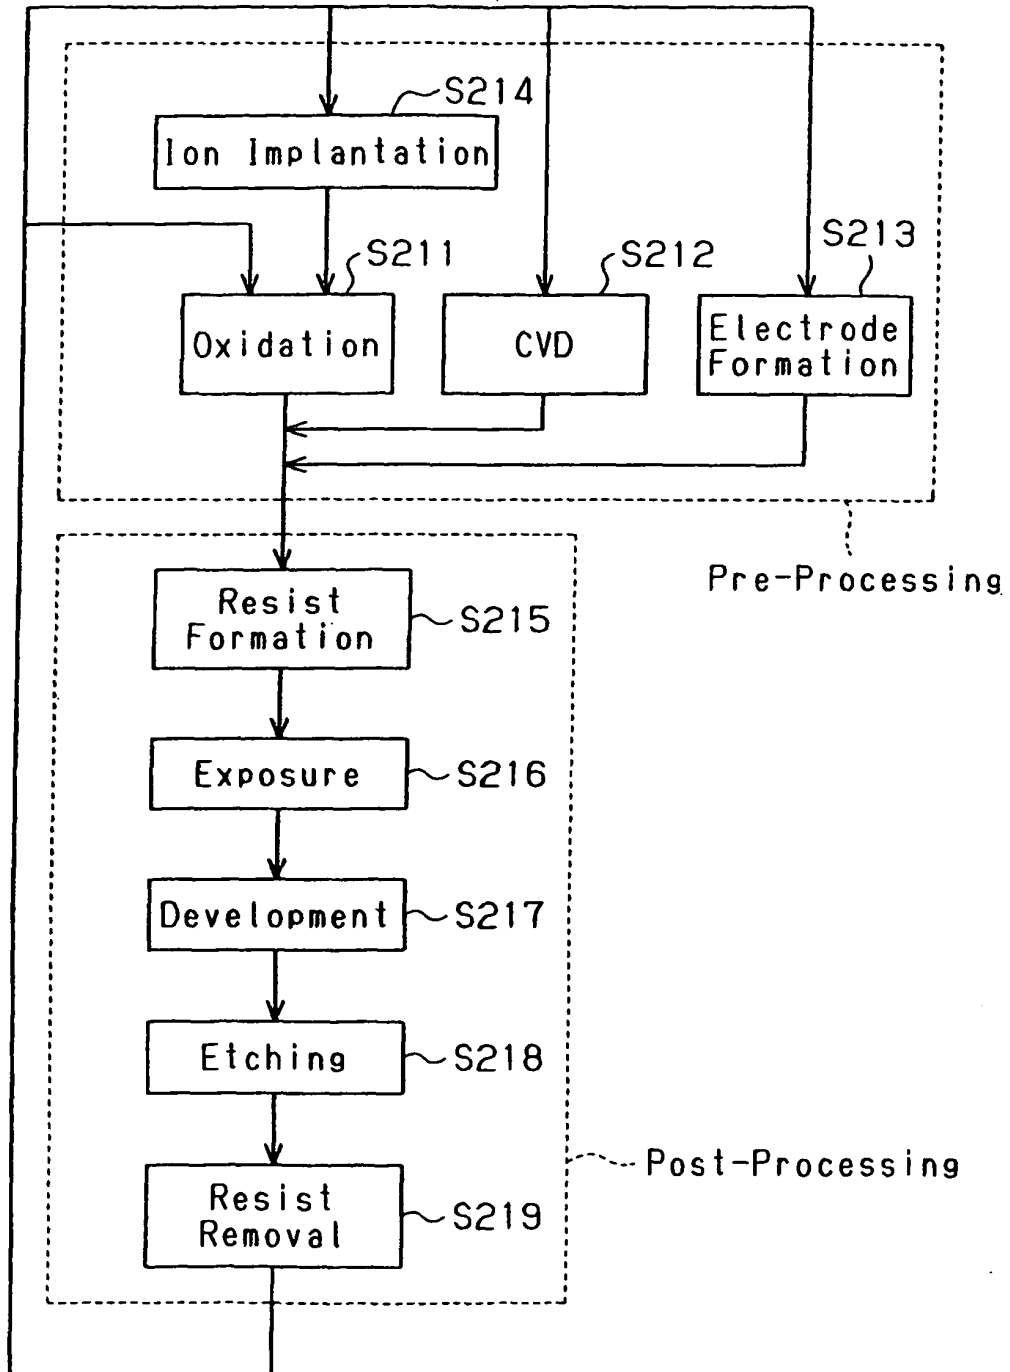 S214
Ion Implantation
S211
S212
S213
Oxidation
CVD
Electrode
Formation
Pre-Processing
Resist
Formation
S215
Exposure
S216
Development
S217
Etching
S218
Post-Processing
Resist
Removal
S219